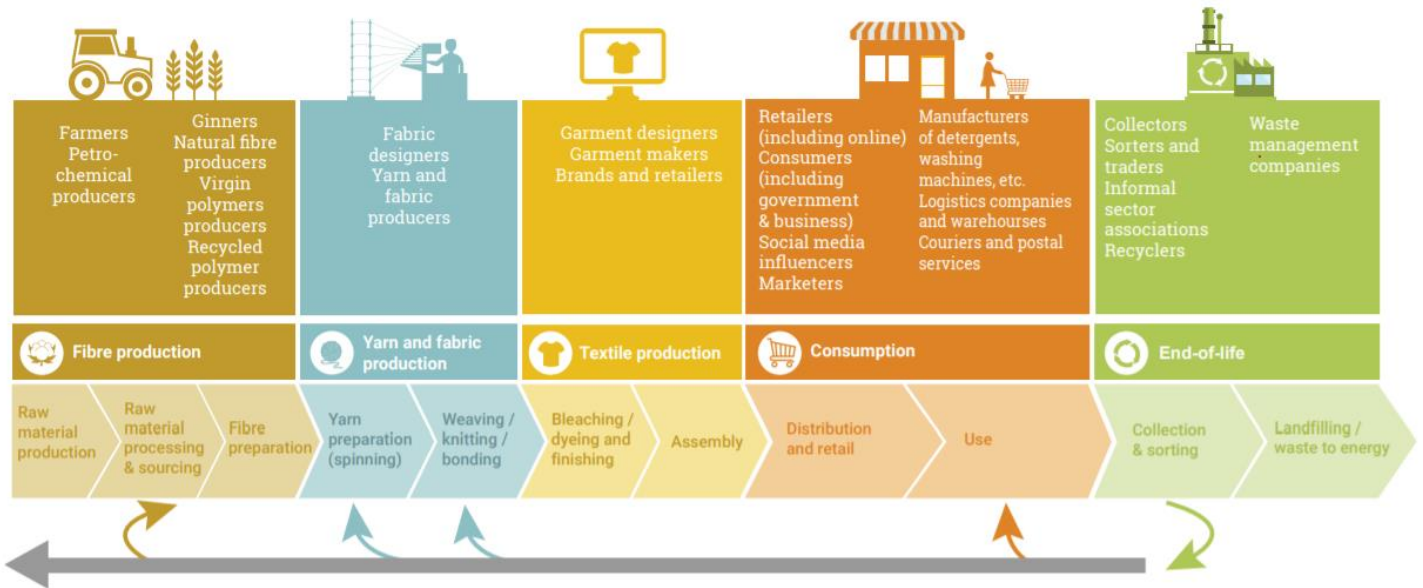 Farmers
Petro-
chemical
producers
Ginners
Natural fibre
producers
Virgin
polymers
producers
Recycled
polymer
producers
Fabric
designers
Yarn and
fabric
producers
Garment designers
Garment makers
Brands and retailers
Retailers
(including online)
Consumers
(including
government
& business)
Social media
influencers
Marketers
Manufacturers
of detergents,
washing
machines, etc.
Logistics companies
and warehourses
Couriers and postal
services
Collectors
Sorters and
traders
Informal
sector
associations
Recyclers
Waste
management
companies
Fibre production
Yarn and fabric
production
Textile production
Consumption
End-of-life
Raw
material
production
Raw
material
processing
& sourcing
Fibre
preparation
Yarn
preparation
(spinning)
Weaving /
knitting /
bonding
Bleaching /
dyeing and
finishing
Assembly
Distribution
and retail
Use
Collection
& sorting
Landfilling /
waste to energy